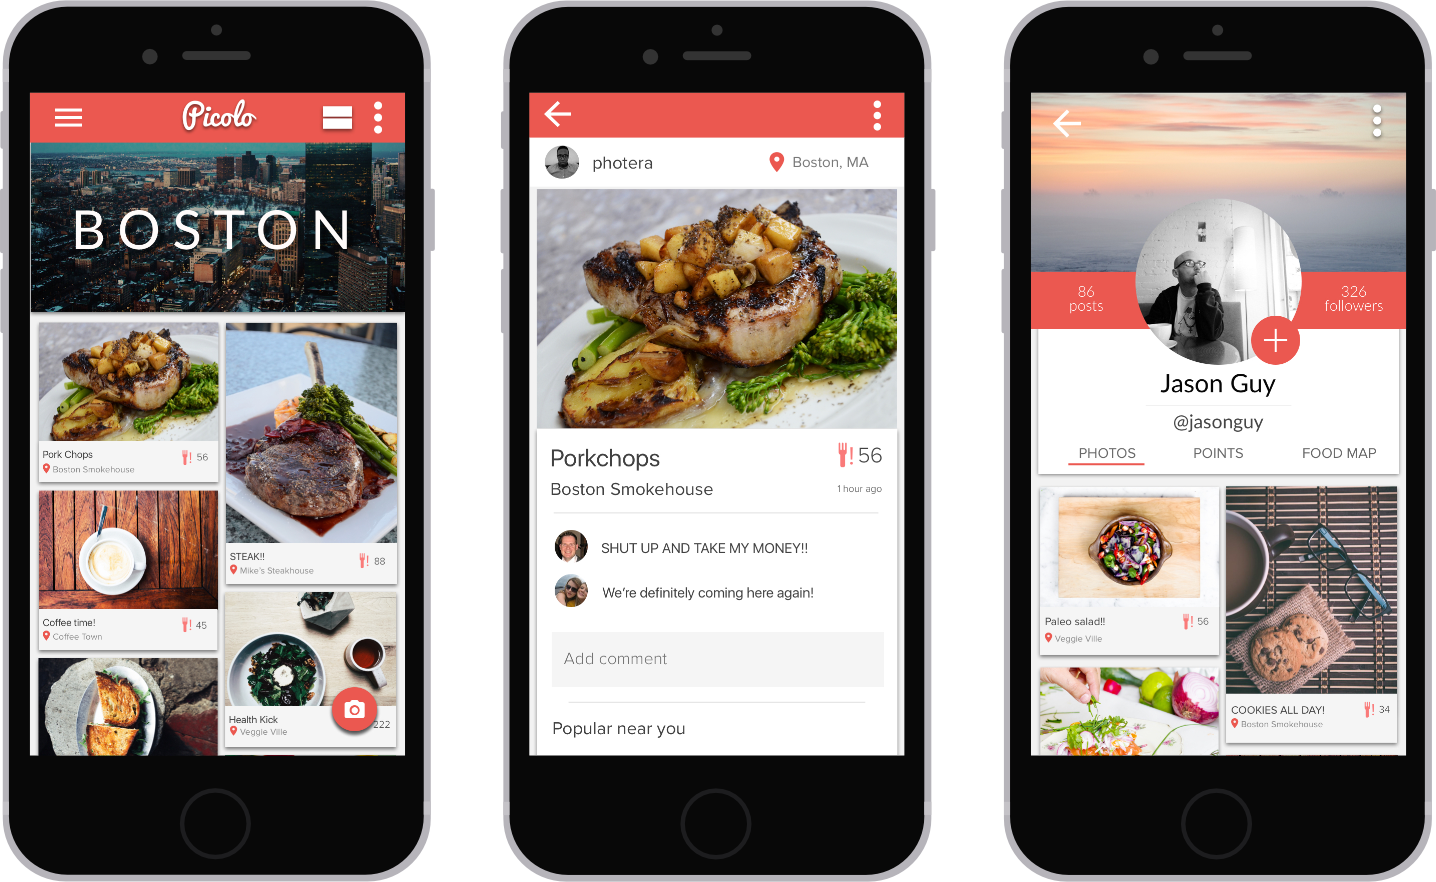 Picolo
BOSTON
Pork Chops
56
Boston Smokehouse
STEAK!!
88
Mike's Steakhouse
Coffee time!
45
Coffee Town
Health Kick
222
Veggie Ville
photera
Boston, MA
Porkchops
56
Boston Smokehouse
1 hour ago
SHUT UP AND TAKE MY MONEY!!
We're definitely coming here again!
Add comment
Popular near you
86
posts
326
followers
Jason Guy
@jasonguy
PHOTOS
POINTS
FOOD MAP
Paleo salad!!
56
Veggie Ville
COOKIES ALL DAY!
34
Boston Smokehouse